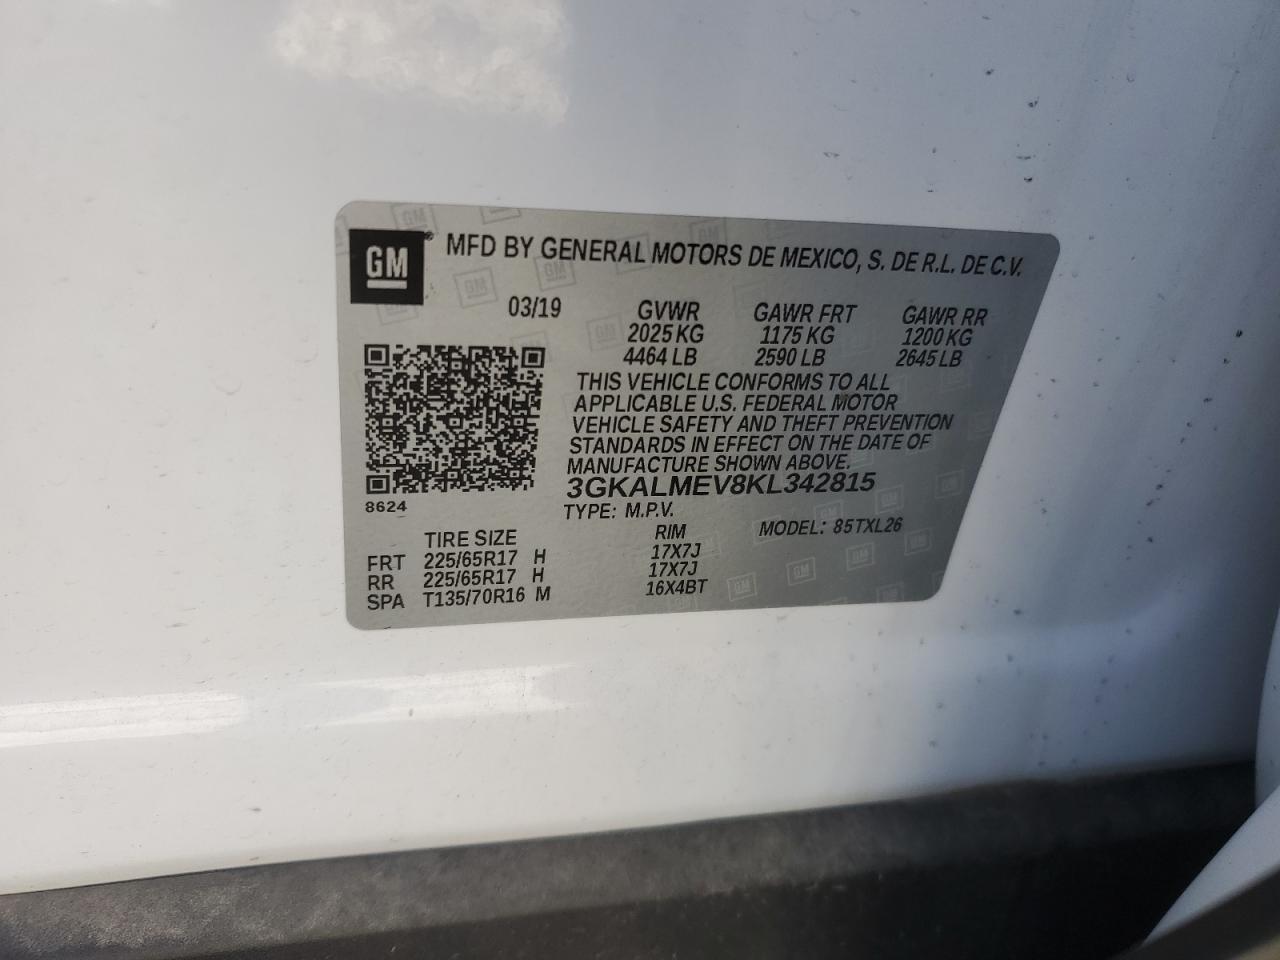 GM ® MFD BY GENERAL MOTORS DE MEXICO, S. DE R.L. DE C.V.
03/19 GVWR GAWR FRT GAWR RR
2025 KG 1175 KG 1200 KG
4464 LB 2590 LB 2645 LB
THIS VEHICLE CONFORMS TO ALL
APPLICABLE U.S. FEDERAL MOTOR
VEHICLE SAFETY AND THEFT PREVENTION
STANDARDS IN EFFECT ON THE DATE OF
MANUFACTURE SHOWN ABOVE.
3GKALMEV8KL342815
8624
TYPE: M.P.V. MODEL: 85TXL26
TIRE SIZE RIM
FRT 225/65R17 H 17X7J
RR 225/65R17 H 17X7J
SPA T135/70R16 M 16X4BT